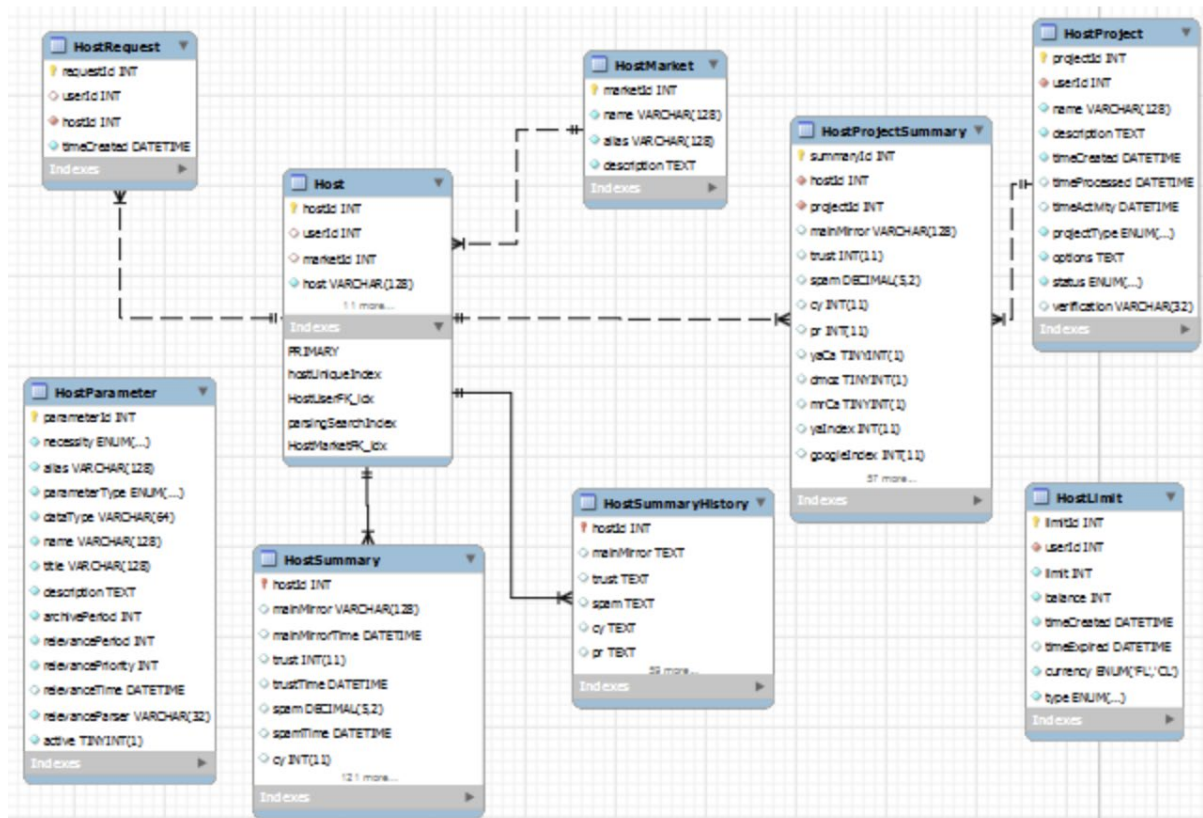 HostRequest
requestId INT
userId INT
hostId INT
timeCreated DATETIME
Indexes
HostMarket
marketId INT
name VARCHAR(128)
alias VARCHAR(128)
description TEXT
Indexes
HostProject
projectId INT
userId INT
name VARCHAR(128)
description TEXT
timeCreated DATETIME
timeProcessed DATETIME
timeActivity DATETIME
projectType ENUM(...)
options TEXT
status ENUM(...)
verification VARCHAR(32)
Indexes
HostProjectSummary
summaryId INT
hostId INT
projectId INT
mainMirror VARCHAR(128)
trust INT(11)
spam DECIMAL(5,2)
cy INT(11)
pr INT(11)
yaCa TINYINT(1)
dmoz TINYINT(1)
mrCa TINYINT(1)
yaIndex INT(11)
googleIndex INT(11)
57 more...
Indexes
Host
hostId INT
userId INT
marketId INT
host VARCHAR(128)
11 more...
Indexes
PRIMARY
hostUniqueIndex
HostUserFK_idx
parsingSearchIndex
HostMarketFK_idx
HostParameter
parameterId INT
necessity ENUM(...)
alias VARCHAR(128)
parameterType ENUM(...)
dataType VARCHAR(64)
name VARCHAR(128)
title VARCHAR(128)
description TEXT
archivePeriod INT
relevancePeriod INT
relevancePriority INT
relevanceTime DATETIME
relevanceParser VARCHAR(32)
active TINYINT(1)
Indexes
HostSummary
hostId INT
mainMirror VARCHAR(128)
mainMirrorTime DATETIME
trust INT(11)
trustTime DATETIME
spam DECIMAL(5,2)
spamTime DATETIME
cy INT(11)
121 more...
Indexes
HostSummaryHistory
hostId INT
mainMirror TEXT
trust TEXT
spam TEXT
cy TEXT
pr TEXT
more...
Indexes
HostLimit
limitId INT
userId INT
limit INT
balance INT
timeCreated DATETIME
timeExpired DATETIME
currency ENUM('FL','CL')
type ENUM(...)
Indexes